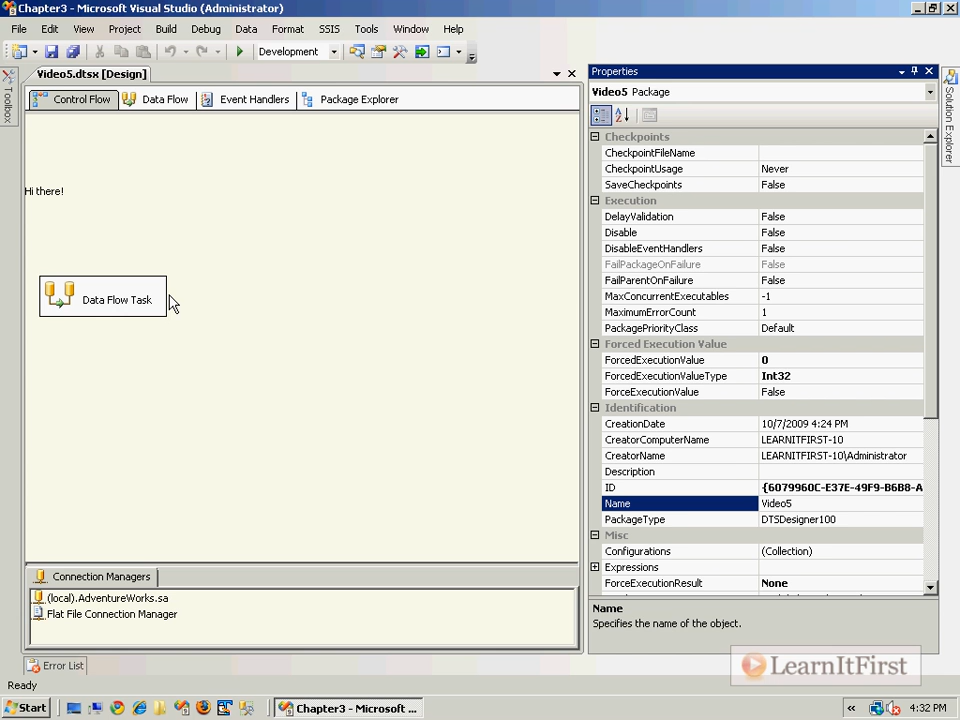 Chapter3 - Microsoft Visual Studio (Administrator)
File Edit View Project Build Debug Data Format SSIS Tools Window Help
Development
Video5.dtsx [Design]
Control Flow Data Flow Event Handlers Package Explorer
Toolbox
Hi there!
Data Flow Task
Connection Managers
(local).AdventureWorks.sa
Flat File Connection Manager
Error List
Ready
Properties
Video5 Package
Checkpoints
CheckpointFileName
CheckpointUsage Never
SaveCheckpoints False
Execution
DelayValidation False
Disable False
DisableEventHandlers False
FailPackageOnFailure False
FailParentOnFailure False
MaxConcurrentExecutables -1
MaximumErrorCount 1
PackagePriorityClass Default
Forced Execution Value
ForcedExecutionValue 0
ForcedExecutionValueType Int32
ForceExecutionValue False
Identification
CreationDate 10/7/2009 4:24 PM
CreatorComputerName LEARNITFIRST-10
CreatorName LEARNITFIRST-10\Administrator
Description
ID {6079960C-E37E-49F9-B6B8-A
Name Video5
PackageType DTSDesigner100
Misc
Configurations (Collection)
Expressions
ForceExecutionResult None
Name
Specifies the name of the object.
Solution Explorer
LearnItFirst
Start
Chapter3 - Microsoft ...
4:32 PM